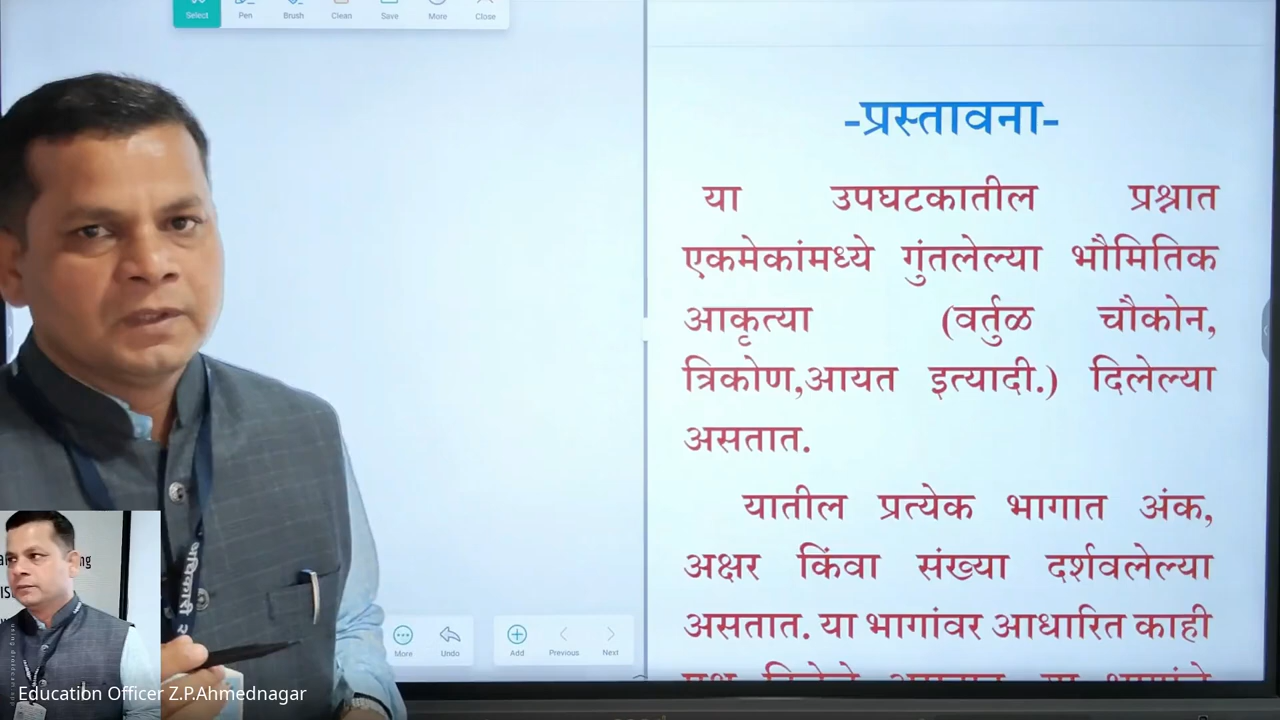 Select Pen Brush Clean Save More Close
-प्रस्तावना-
या उपघटकातील प्रश्नात
एकमेकांमध्ये गुंतलेल्या भौमितिक
आकृत्या (वर्तुळ चौकोन,
त्रिकोण,आयत इत्यादी.) दिलेल्या
असतात.
यातील प्रत्येक भागात अंक,
अक्षर किंवा संख्या दर्शवलेल्या
असतात. या भागांवर आधारित काही
More Undo Add Previous Next
Education Officer Z.P.Ahmednagar